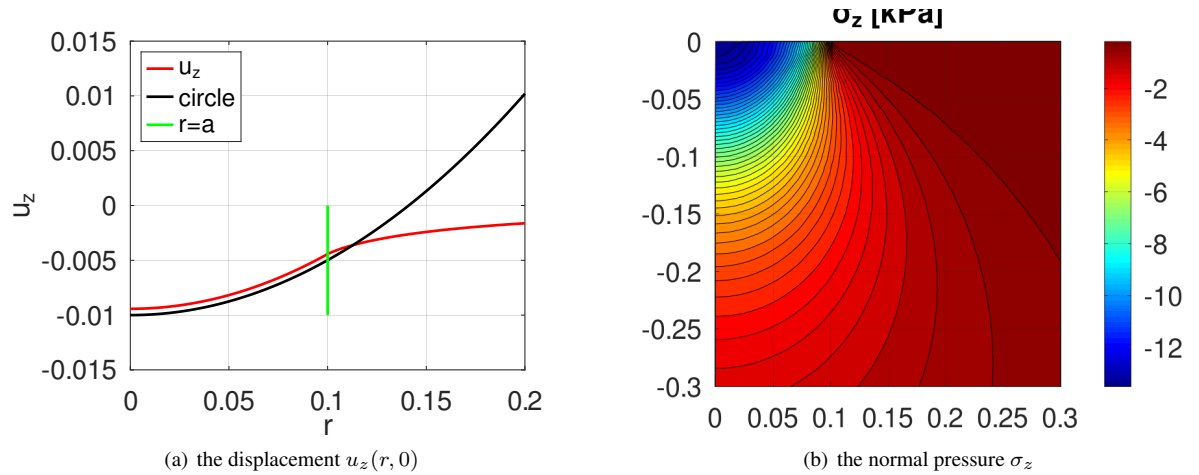 0.015
0.01
0.005
0
-0.005
-0.01
-0.015
u_z
u_z
circle
r=a
0 0.05 0.1 0.15 0.2
r
(a) the displacement u_z(r, 0)
σ_z [kPa]
0
-0.05
-0.1
-0.15
-0.2
-0.25
-0.3
0 0.05 0.1 0.15 0.2 0.25 0.3
-2
-4
-6
-8
-10
-12
(b) the normal pressure σ_z